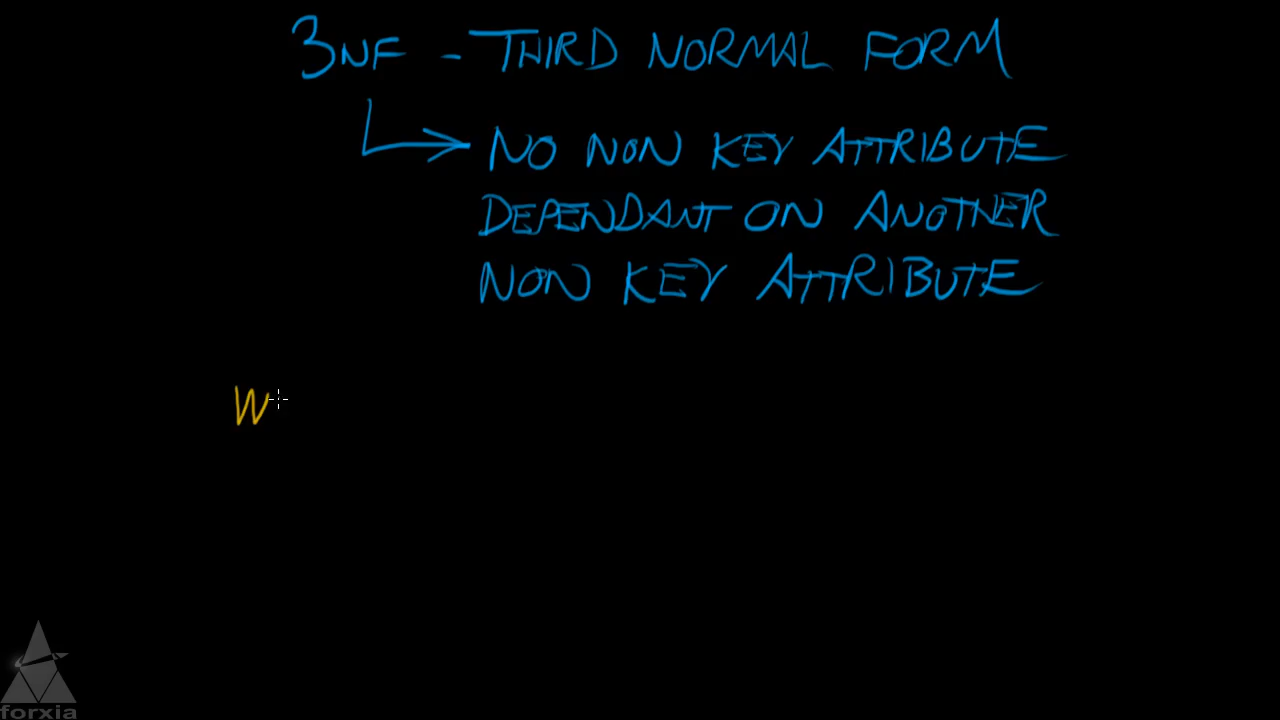 3NF - THIRD NORMAL FORM
NO NON KEY ATTRIBUTE
DEPENDANT ON ANOTHER
NON KEY ATTRIBUTE
W
forxia